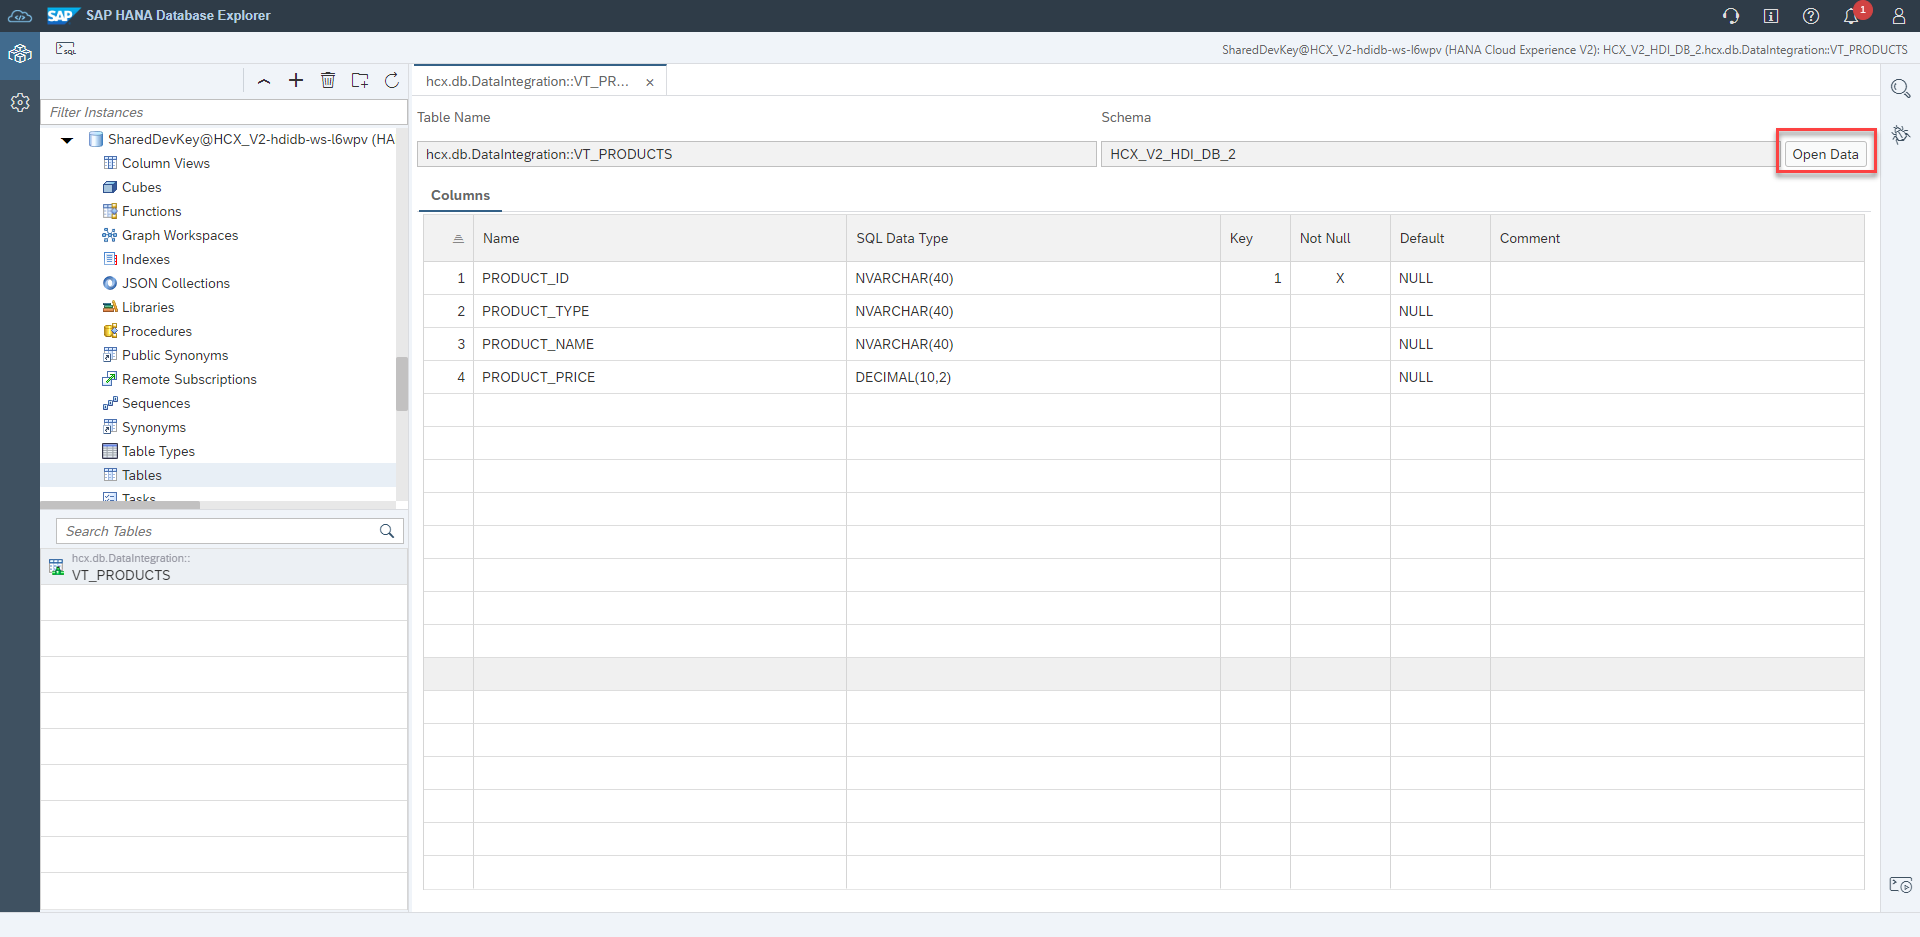 SAP SAP HANA Database Explorer
1
SQL
SharedDevKey@HCX_V2-hdidb-ws-l6wpv (HANA Cloud Experience V2): HCX_V2_HDI_DB_2.hcx.db.DataIntegration::VT_PRODUCTS
Filter Instances
SharedDevKey@HCX_V2-hdidb-ws-l6wpv (HA
Column Views
Cubes
Functions
Graph Workspaces
Indexes
JSON Collections
Libraries
Procedures
Public Synonyms
Remote Subscriptions
Sequences
Synonyms
Table Types
Tables
Tasks
Search Tables
hcx.db.DataIntegration::
VT_PRODUCTS
hcx.db.DataIntegration::VT_PR...
Table Name Schema
hcx.db.DataIntegration::VT_PRODUCTS HCX_V2_HDI_DB_2 Open Data
Columns
Name SQL Data Type Key Not Null Default Comment
1 PRODUCT_ID NVARCHAR(40) 1 X NULL
2 PRODUCT_TYPE NVARCHAR(40) NULL
3 PRODUCT_NAME NVARCHAR(40) NULL
4 PRODUCT_PRICE DECIMAL(10,2) NULL